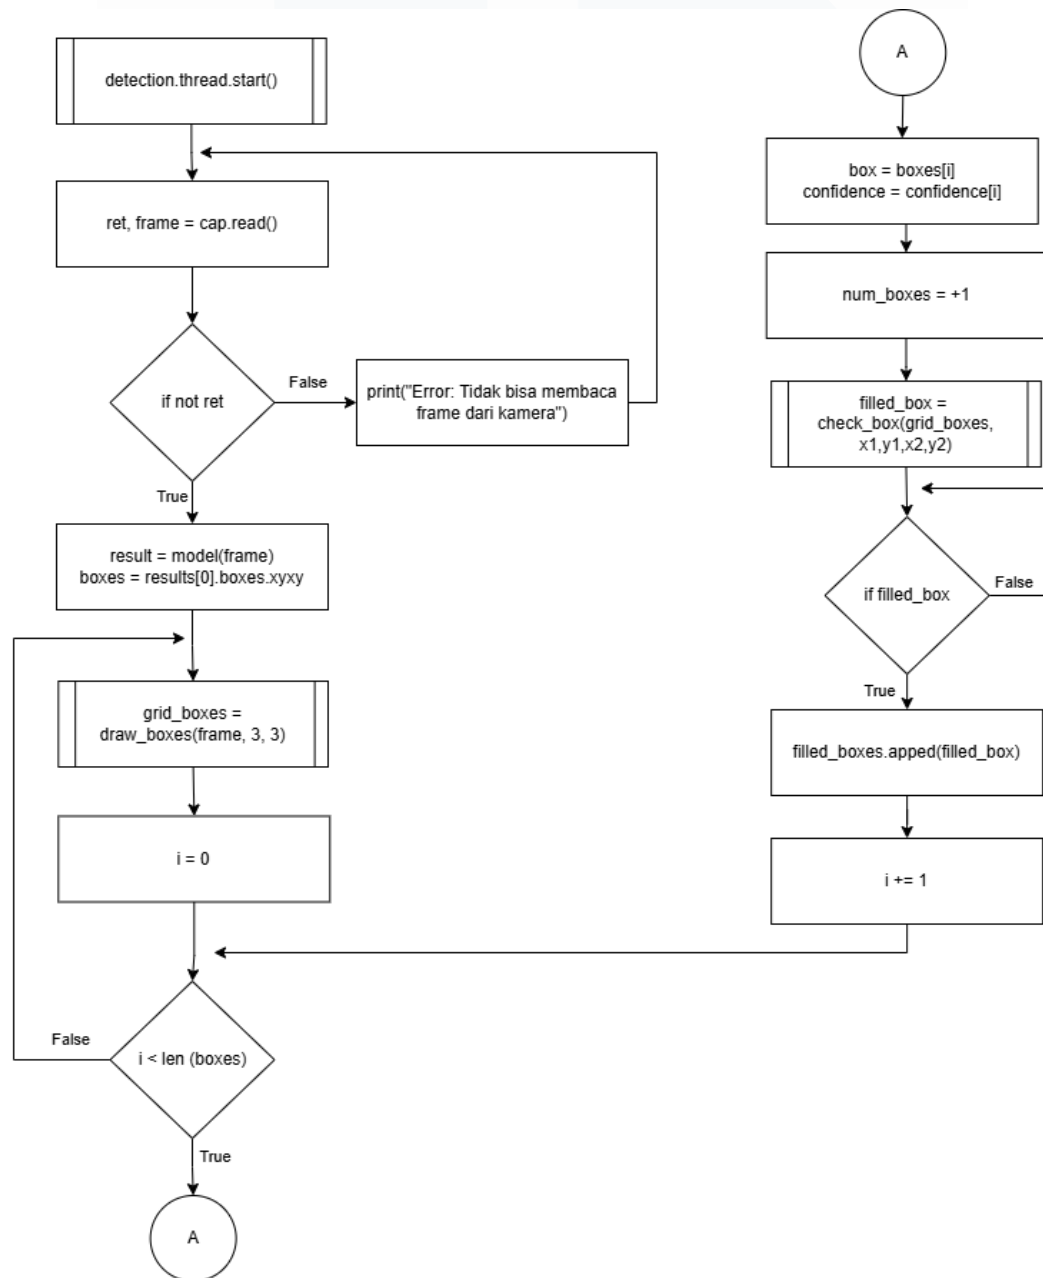 detection.thread.start()
ret, frame = cap.read()
if not ret
False
print("Error: Tidak bisa membaca
frame dari kamera")
True
result = model(frame)
boxes = results[0].boxes.xyxy
grid_boxes =
draw_boxes(frame, 3, 3)
i = 0
i < len (boxes)
False
True
A
A
box = boxes[i]
confidence = confidence[i]
num_boxes = +1
filled_box =
check_box(grid_boxes,
x1,y1,x2,y2)
if filled_box
False
True
filled_boxes.apped(filled_box)
i += 1